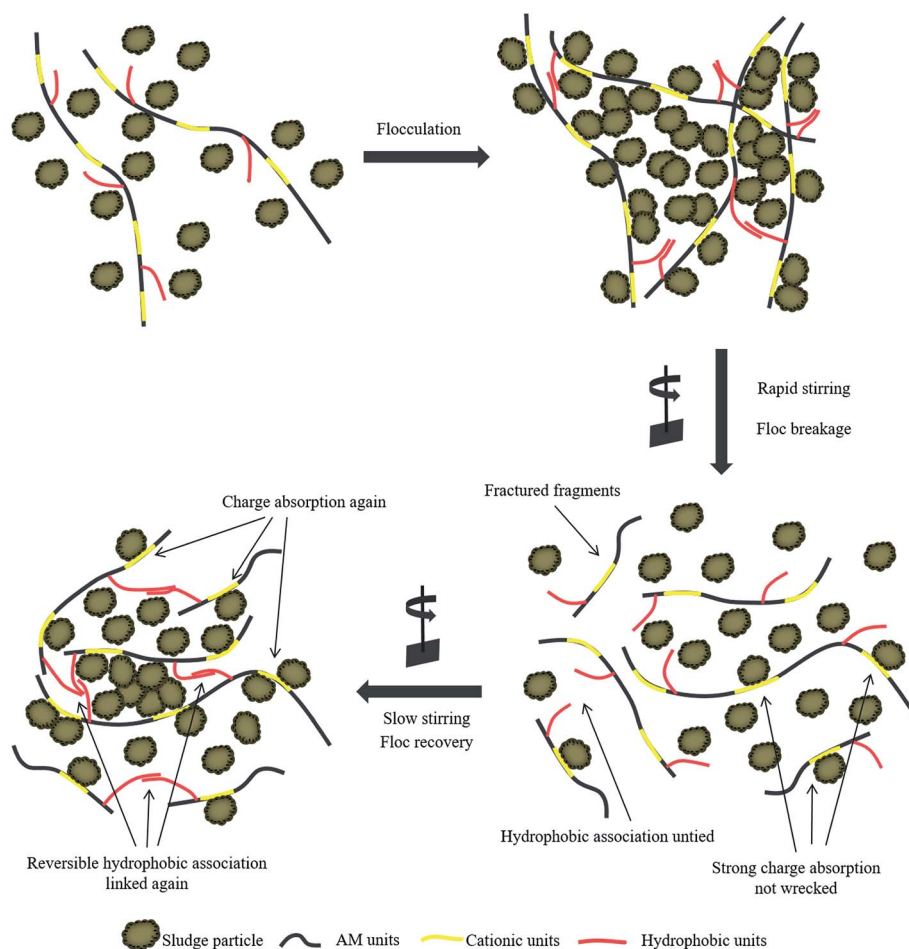 Flocculation
Rapid stirring
Floc breakage
Fractured fragments
Charge absorption again
Slow stirring
Floc recovery
Hydrophobic association untied
Strong charge absorption
not wrecked
Reversible hydrophobic association
linked again
Sludge particle AM units Cationic units Hydrophobic units